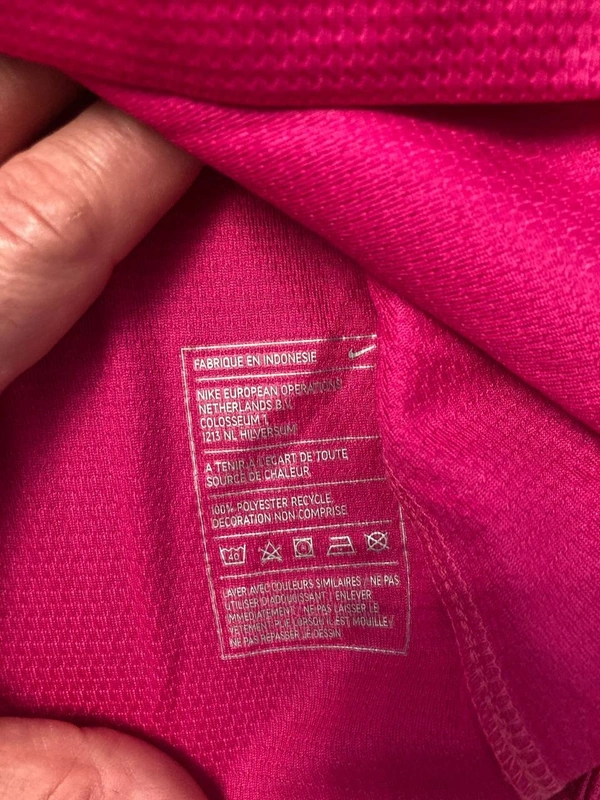 FABRIQUE EN INDONESIE
NIKE EUROPEAN OPERATIONS
NETHERLANDS B.V.
COLOSSEUM 1
1213 NL HILVERSUM
A TENIR A L'ECART DE TOUTE
SOURCE DE CHALEUR
100% POLYESTER RECYCLE.
DECORATION NON COMPRISE
40
LAVER AVEC COULEURS SIMILAIRES / NE PAS
UTILISER D'ADOUCISSANT / ENLEVER
IMMEDIATEMENT / NE PAS LAISSER LE
VETEMENT PLIE LORSQU'IL EST MOUILLE /
NE PAS REPASSER LE DESSIN